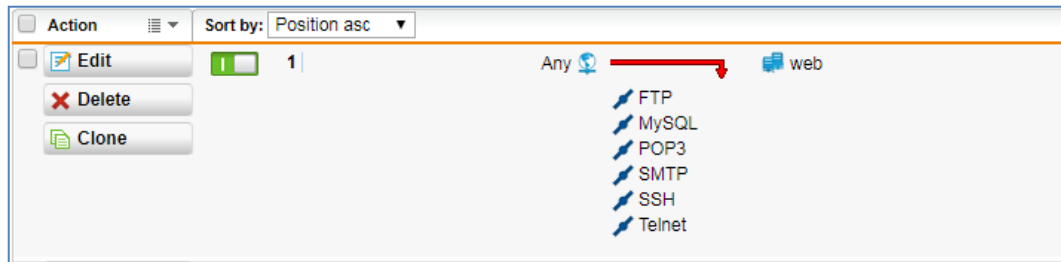 Action Sort by: Position asc
Edit 1 Any web
Delete FTP
MySQL
Clone POP3
SMTP
SSH
Telnet